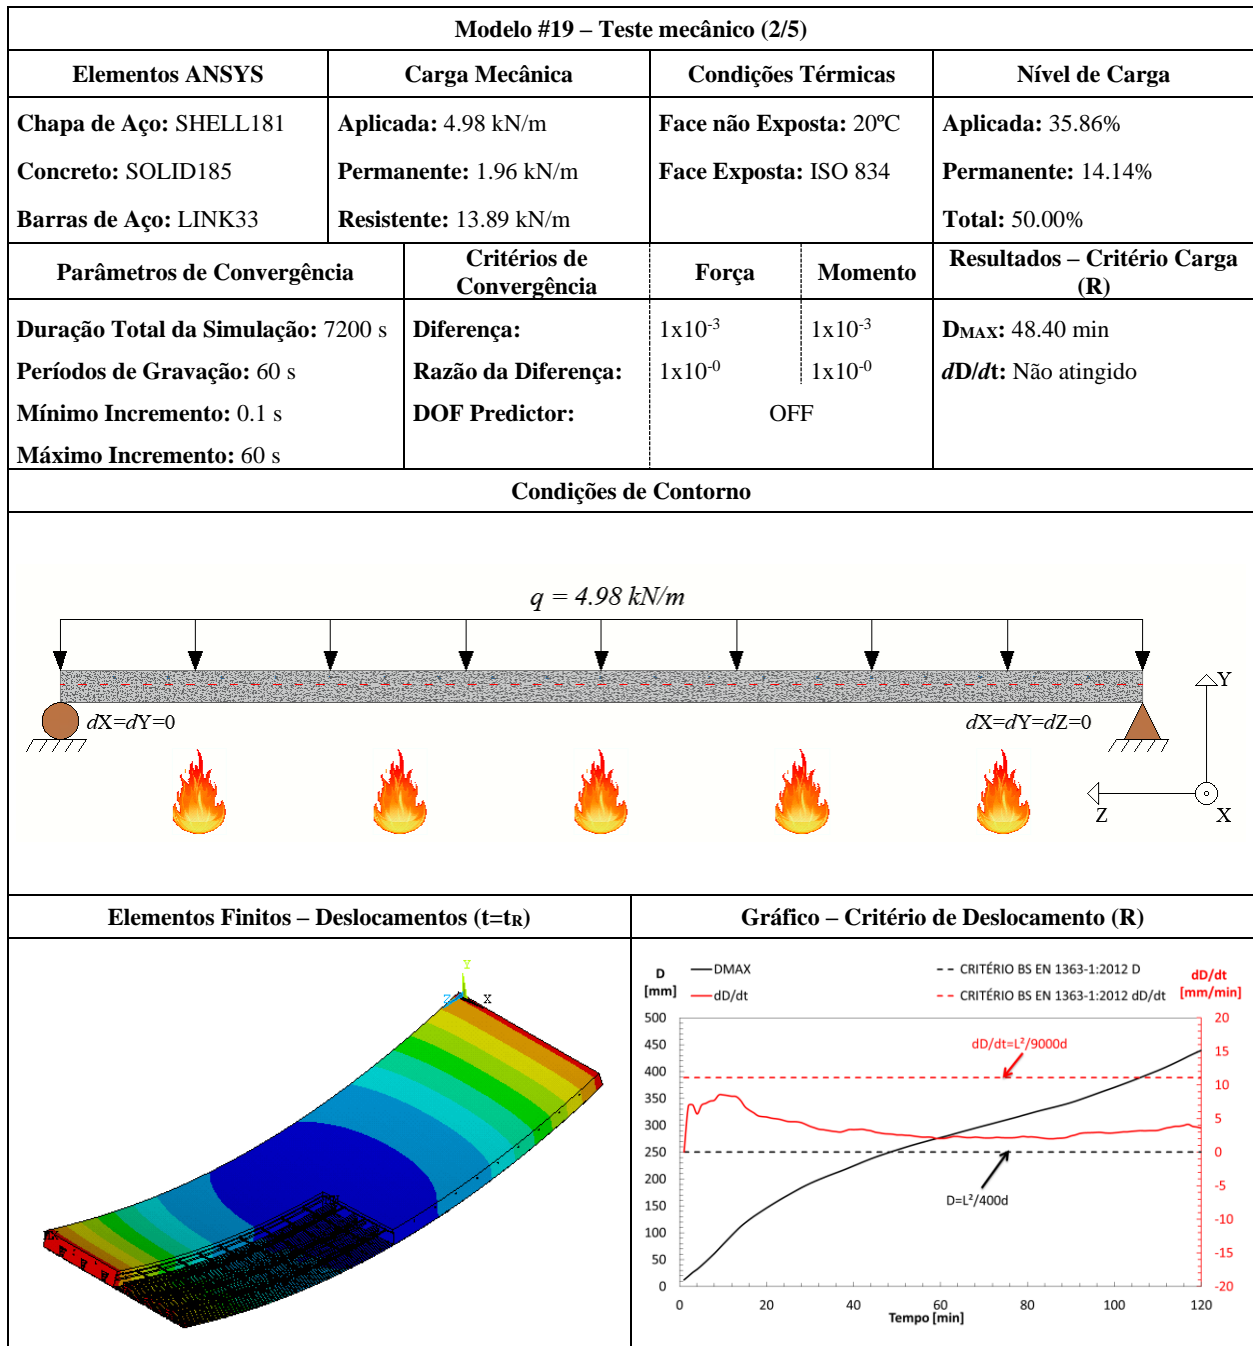 Modelo #19 – Teste mecânico (2/5)
Elementos ANSYS
Carga Mecânica
Condições Térmicas
Nível de Carga
Chapa de Aço: SHELL181
Concreto: SOLID185
Barras de Aço: LINK33
Aplicada: 4.98 kN/m
Permanente: 1.96 kN/m
Resistente: 13.89 kN/m
Face não Exposta: 20ºC
Face Exposta: ISO 834
Aplicada: 35.86%
Permanente: 14.14%
Total: 50.00%
Parâmetros de Convergência
Critérios de
Convergência
Força
Momento
Resultados – Critério Carga
(R)
Duração Total da Simulação: 7200 s
Períodos de Gravação: 60 s
Mínimo Incremento: 0.1 s
Máximo Incremento: 60 s
Diferença: 1x10⁻³ 1x10⁻³
Razão da Diferença: 1x10⁻⁰ 1x10⁻⁰
DOF Predictor: OFF
DMAX: 48.40 min
dD/dt: Não atingido
Condições de Contorno
q = 4.98 kN/m
dX=dY=0
dX=dY=dZ=0
Y
Z
X
Elementos Finitos – Deslocamentos (t=tR)
Y
Z
X
MX
Gráfico – Critério de Deslocamento (R)
D
[mm]
DMAX
dD/dt
CRITÉRIO BS EN 1363-1:2012 D
CRITÉRIO BS EN 1363-1:2012 dD/dt
dD/dt
[mm/min]
500
450
400
350
300
250
200
150
100
50
0
dD/dt=L²/9000d
D=L²/400d
20
15
10
5
0
-5
-10
-15
-20
0 20 40 60 80 100 120
Tempo [min]